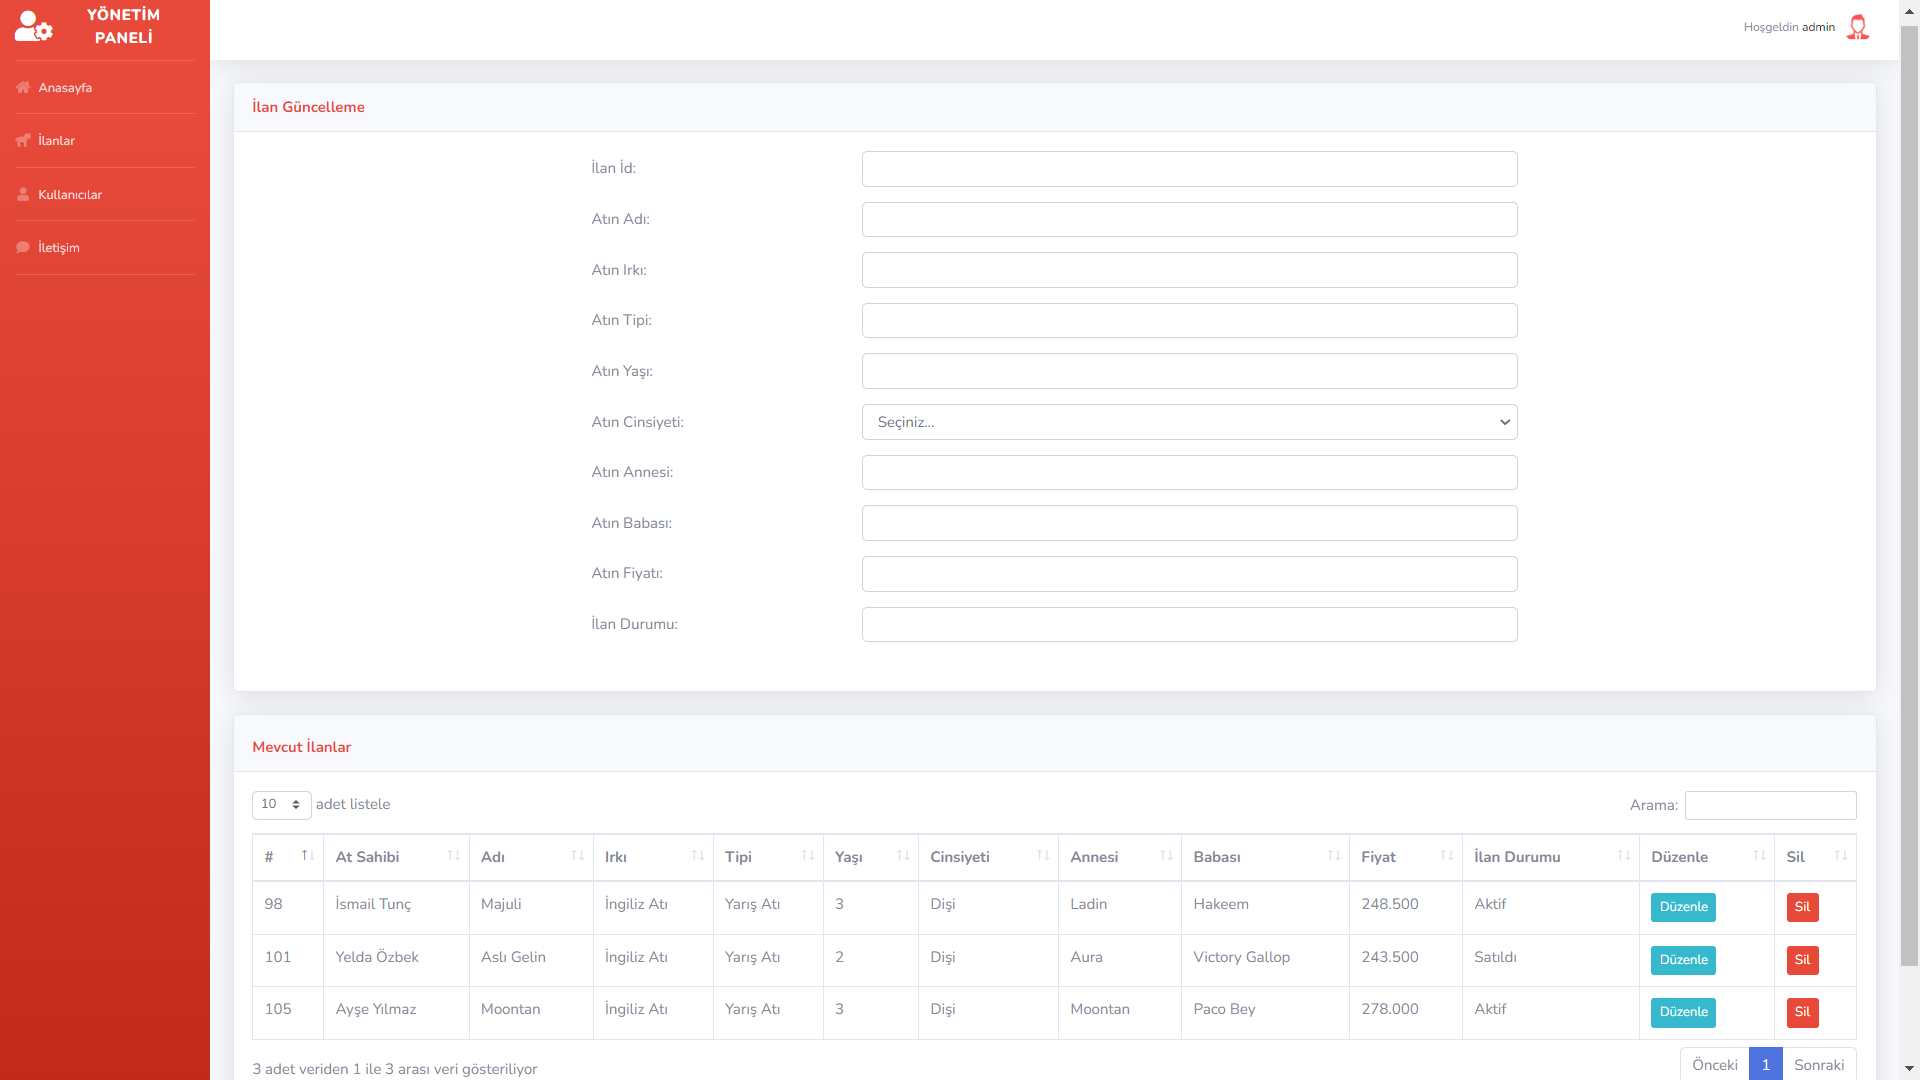 YÖNETİM
PANELİ
Hoşgeldin admin
Anasayfa
İlanlar
Kullanıcılar
İletişim
İlan Güncelleme
İlan İd:
Atın Adı:
Atın Irkı:
Atın Tipi:
Atın Yaşı:
Atın Cinsiyeti: Seçiniz...
Atın Annesi:
Atın Babası:
Atın Fiyatı:
İlan Durumu:
Mevcut İlanlar
10 adet listele Arama:
# At Sahibi Adı Irkı Tipi Yaşı Cinsiyeti Annesi Babası Fiyat İlan Durumu Düzenle Sil
98 İsmail Tunç Majuli İngiliz Atı Yarış Atı 3 Dişi Ladin Hakeem 248.500 Aktif Düzenle Sil
101 Yelda Özbek Aslı Gelin İngiliz Atı Yarış Atı 2 Dişi Aura Victory Gallop 243.500 Satıldı Düzenle Sil
105 Ayşe Yılmaz Moontan İngiliz Atı Yarış Atı 3 Dişi Moontan Paco Bey 278.000 Aktif Düzenle Sil
3 adet veriden 1 ile 3 arası veri gösteriliyor Önceki 1 Sonraki